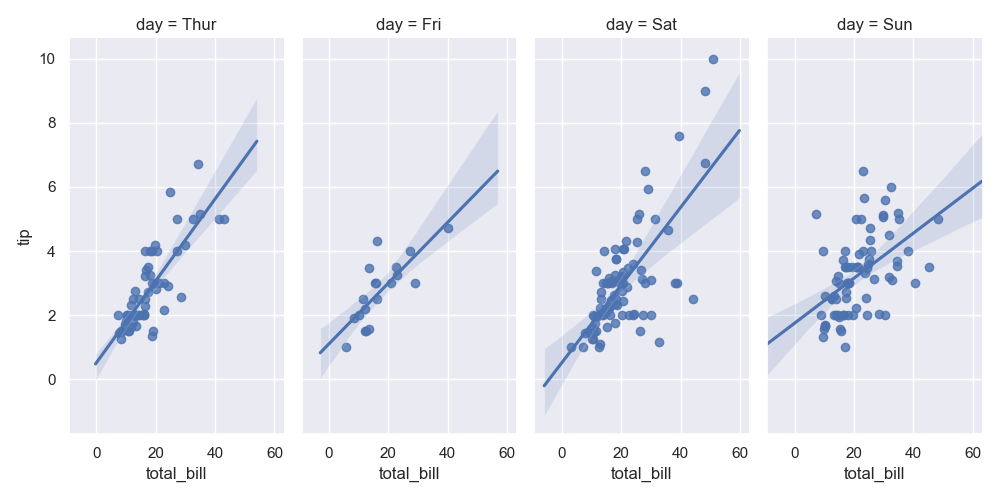 day = Thur
day = Fri
day = Sat
day = Sun
tip
10
8
6
4
2
0
0 20 40 60
0 20 40 60
0 20 40 60
0 20 40 60
total_bill
total_bill
total_bill
total_bill